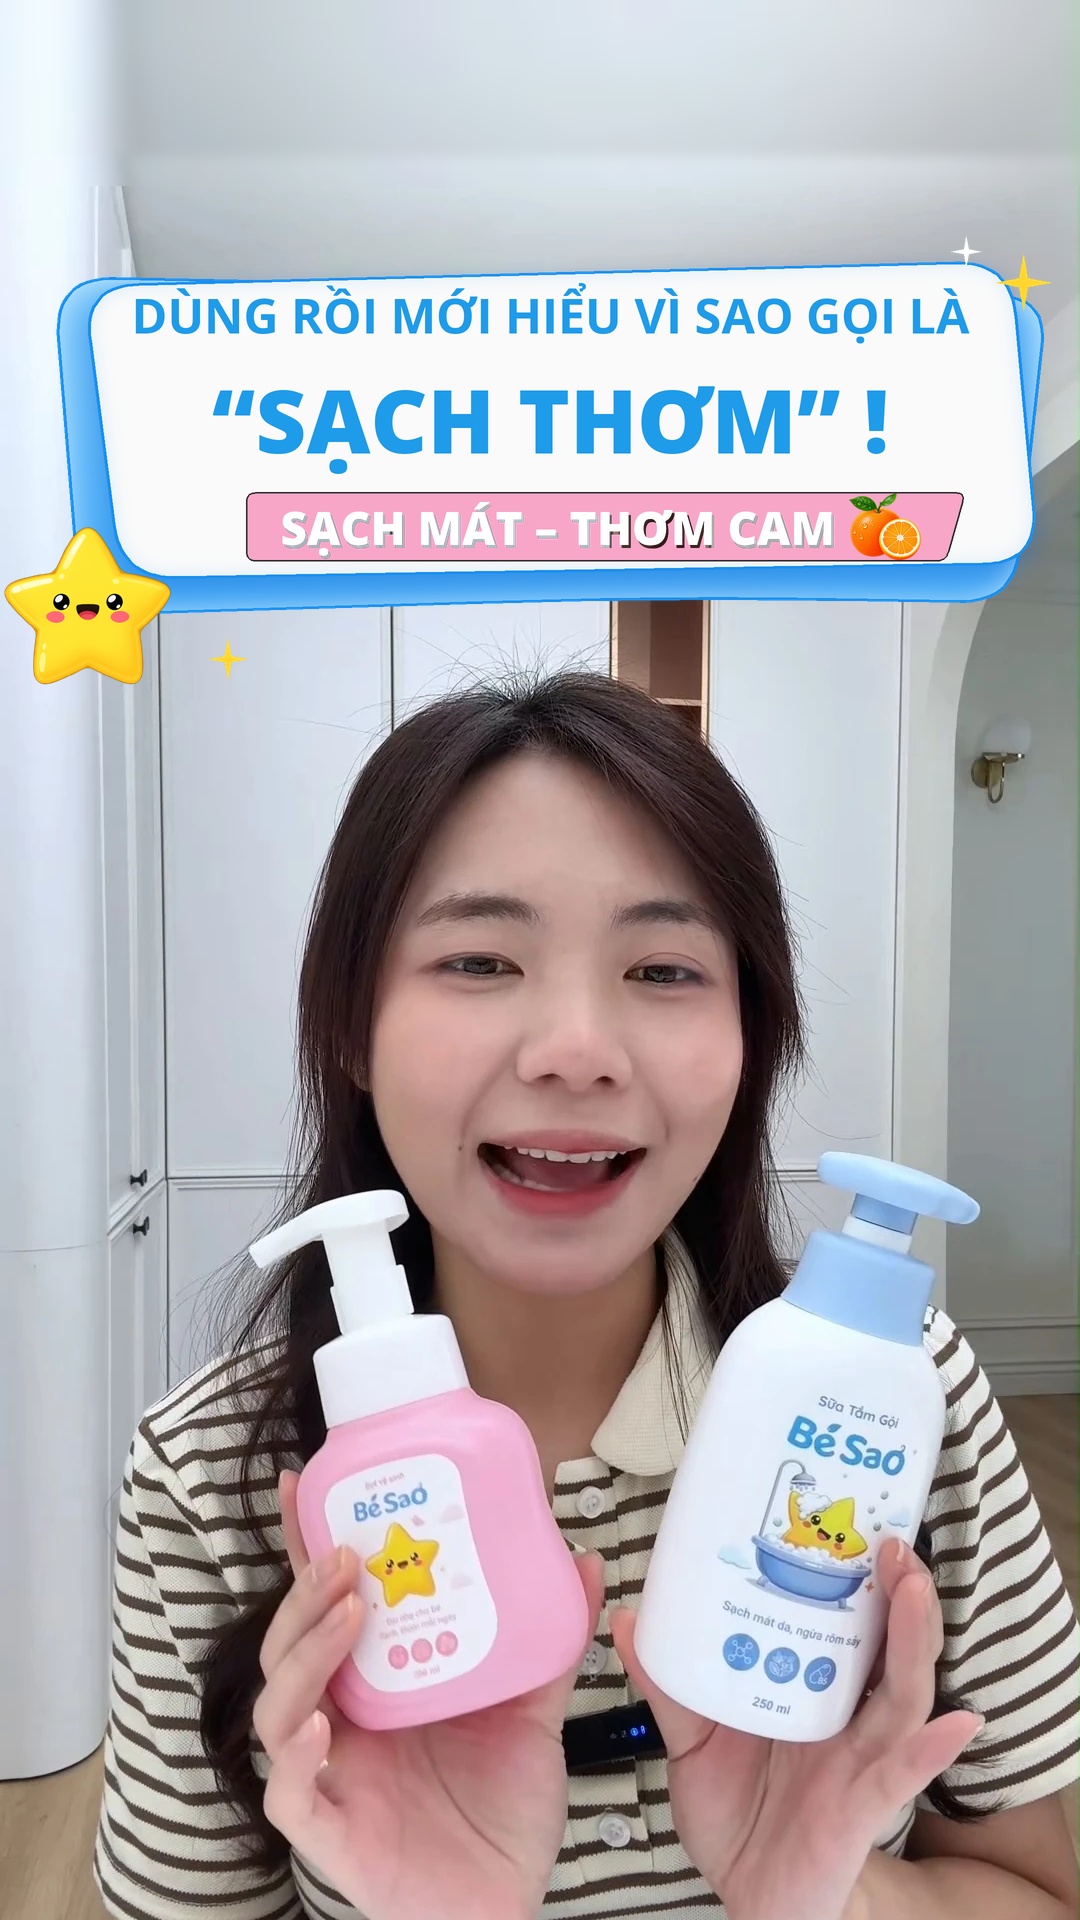 DÙNG RỒI MỚI HIỂU VÌ SAO GỌI LÀ
“SẠCH THƠM” !
SẠCH MÁT – THƠM CAM
Bé Sao
Sữa Tắm Gội
Bé Sao
Sạch mát da, ngừa rôm sảy
B5
250 ml